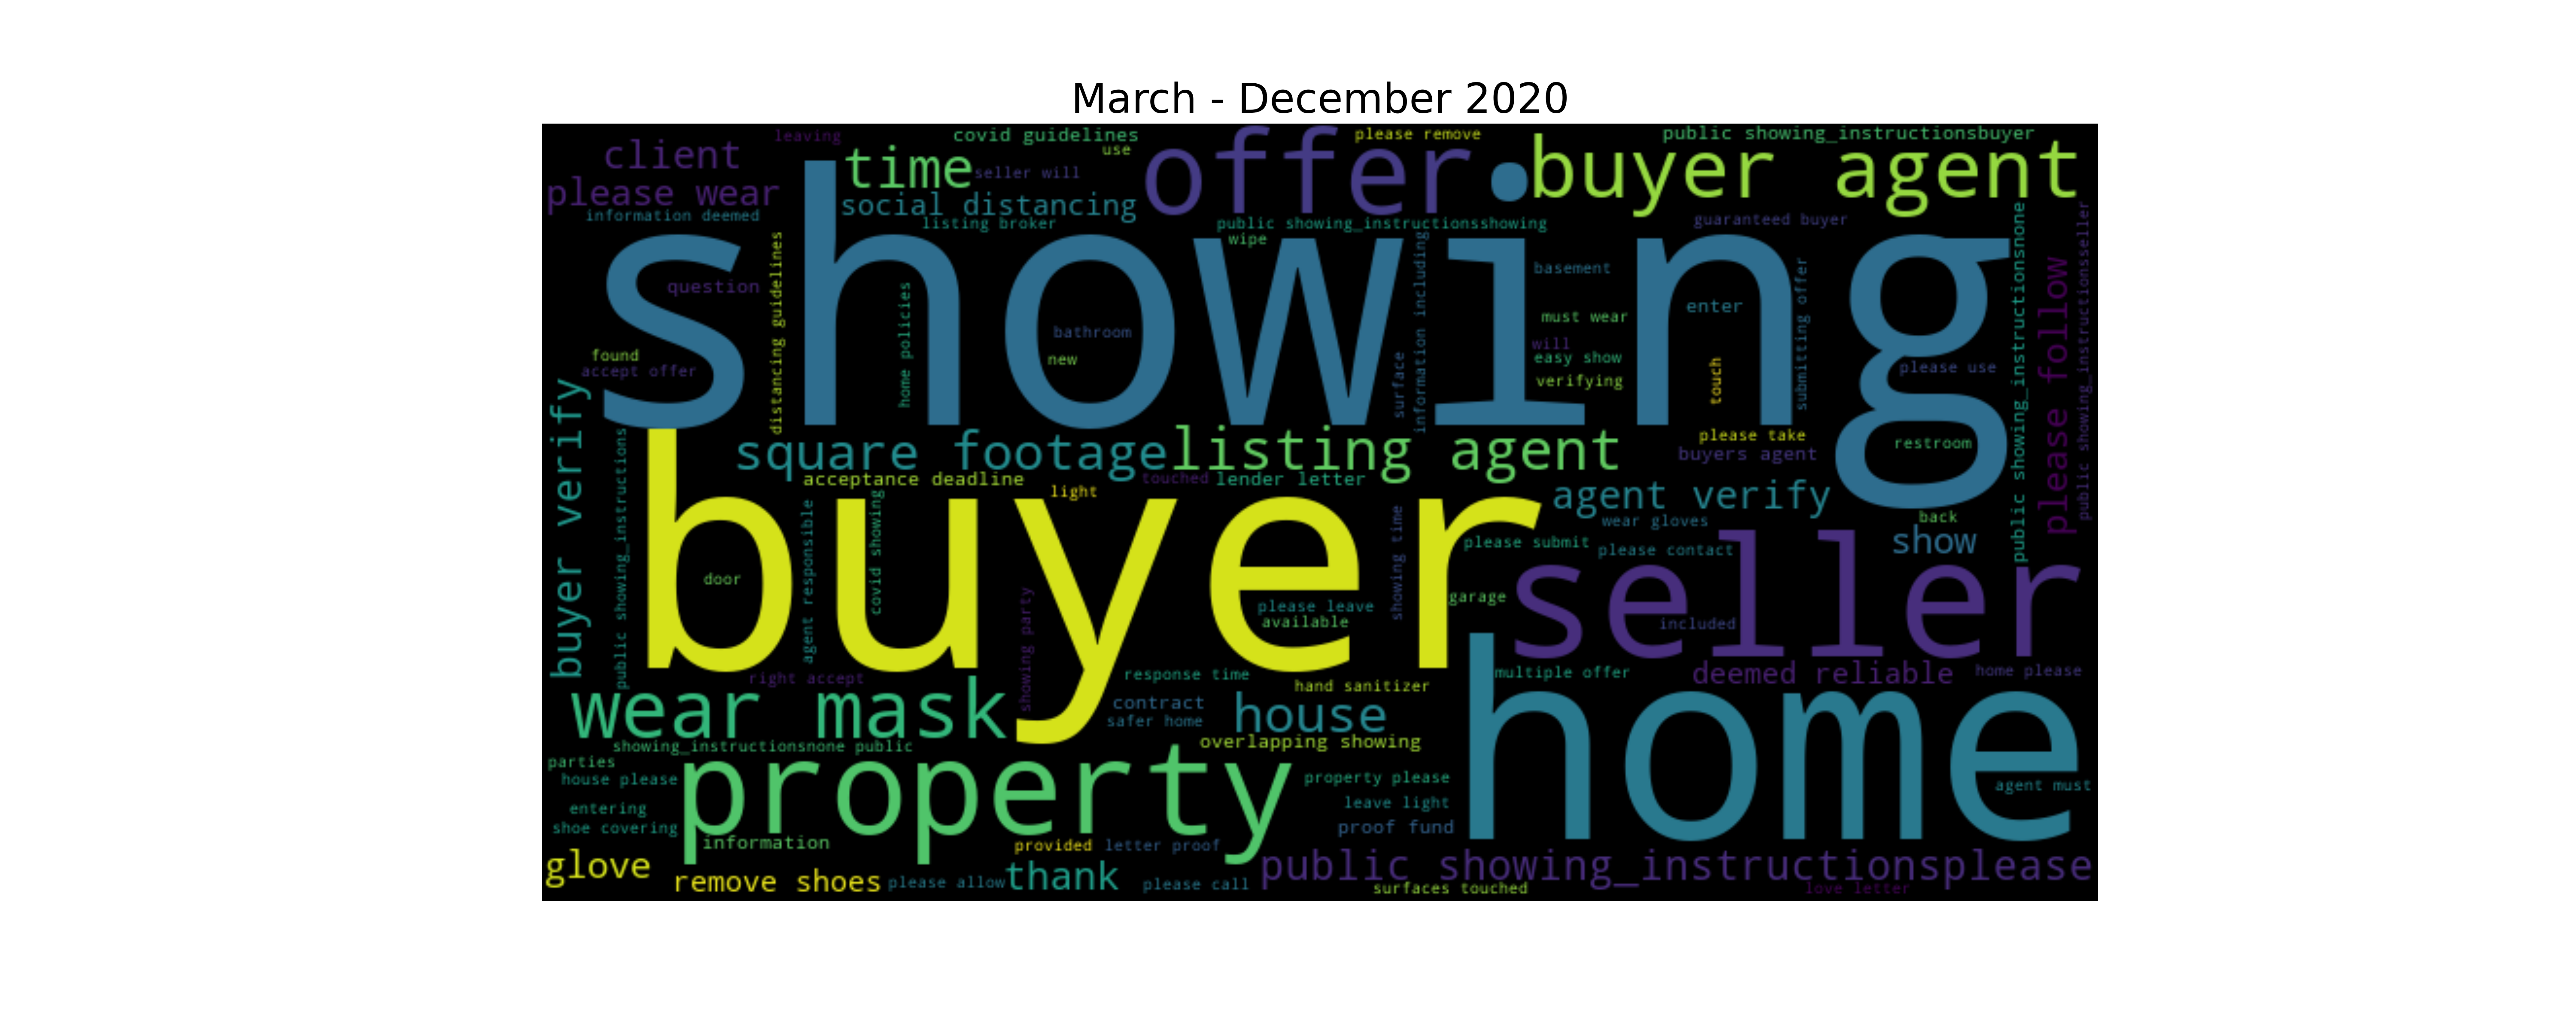 March - December 2020
leaving
covid guidelines
please remove
public showing_instructionsbuyer
client
time
use
offer
buyer agent
please wear
seller will
social distancing
information deemed
listing broker
public showing_instructionsshowing
guaranteed buyer
wipe
showing
question
distancing guidelines
home policies
bathroom
new
surface
information including
basement
must wear
will
easy show
verifying
enter
touch
submitting offer
please use
public showing_instructionsnone
please follow
public showing_instructionsseller
found
accept offer
buyer verify
public showing_instructions
square footage
listing agent
please take
buyers agent
restroom
acceptance deadline
light
touched
lender letter
agent verify
wear gloves
back
buyer
door
agent responsible
covid showing
showing party
please leave
available
showing time
please submit
please contact
show
garage
seller
included
right accept
response time
multiple offer
deemed reliable
home please
wear mask
hand sanitizer
contract
safer home
house
home
overlapping showing
showing_instructionsnone public
parties
house please
property
property please
agent must
entering
leave light
shoe covering
proof fund
information
provided
letter proof
glove
remove shoes
please allow
thank
please call
public showing_instructionsplease
surfaces touched
love letter